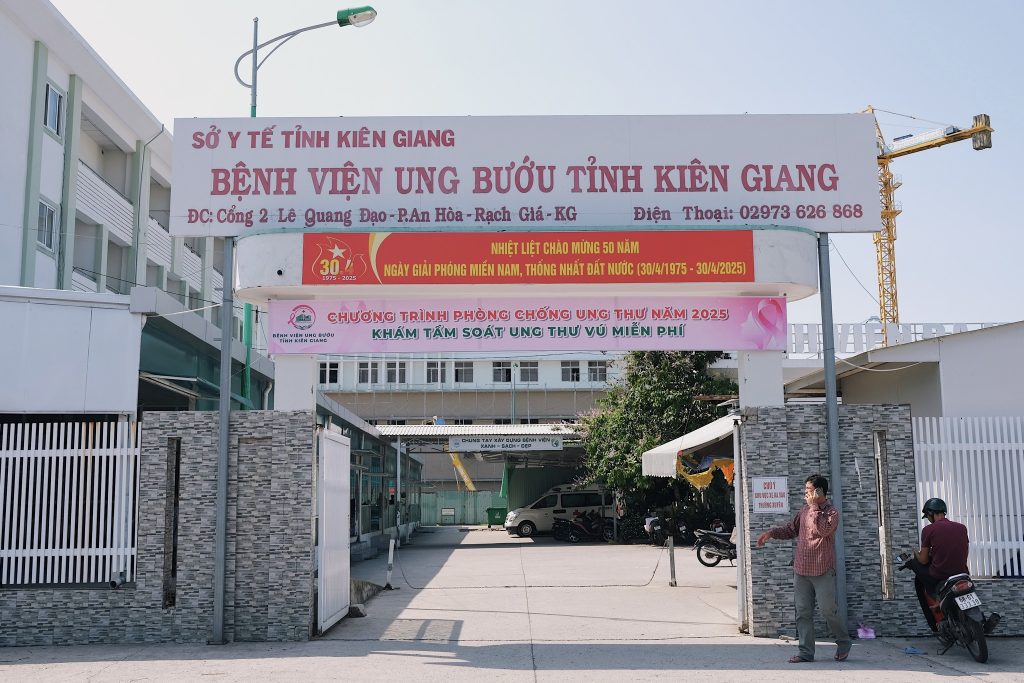 SỞ Y TẾ TỈNH KIÊN GIANG
BỆNH VIỆN UNG BƯỚU TỈNH KIÊN GIANG
ĐC: Cổng 2 Lê Quang Đạo - P.An Hòa - Rạch Giá - KG Điện Thoại: 02973 626 868
30.4
1975 - 2025
NHIỆT LIỆT CHÀO MỪNG 50 NĂM
NGÀY GIẢI PHÓNG MIỀN NAM, THỐNG NHẤT ĐẤT NƯỚC (30/4/1975 - 30/4/2025)
BỆNH VIỆN UNG BƯỚU
TỈNH KIÊN GIANG
CHƯƠNG TRÌNH PHÒNG CHỐNG UNG THƯ NĂM 2025
KHÁM TẦM SOÁT UNG THƯ VÚ MIỄN PHÍ
CHUNG TAY XÂY DỰNG BỆNH VIỆN
XANH - SẠCH - ĐẸP
CHÚ Ý
THƯỜNG XUYÊN